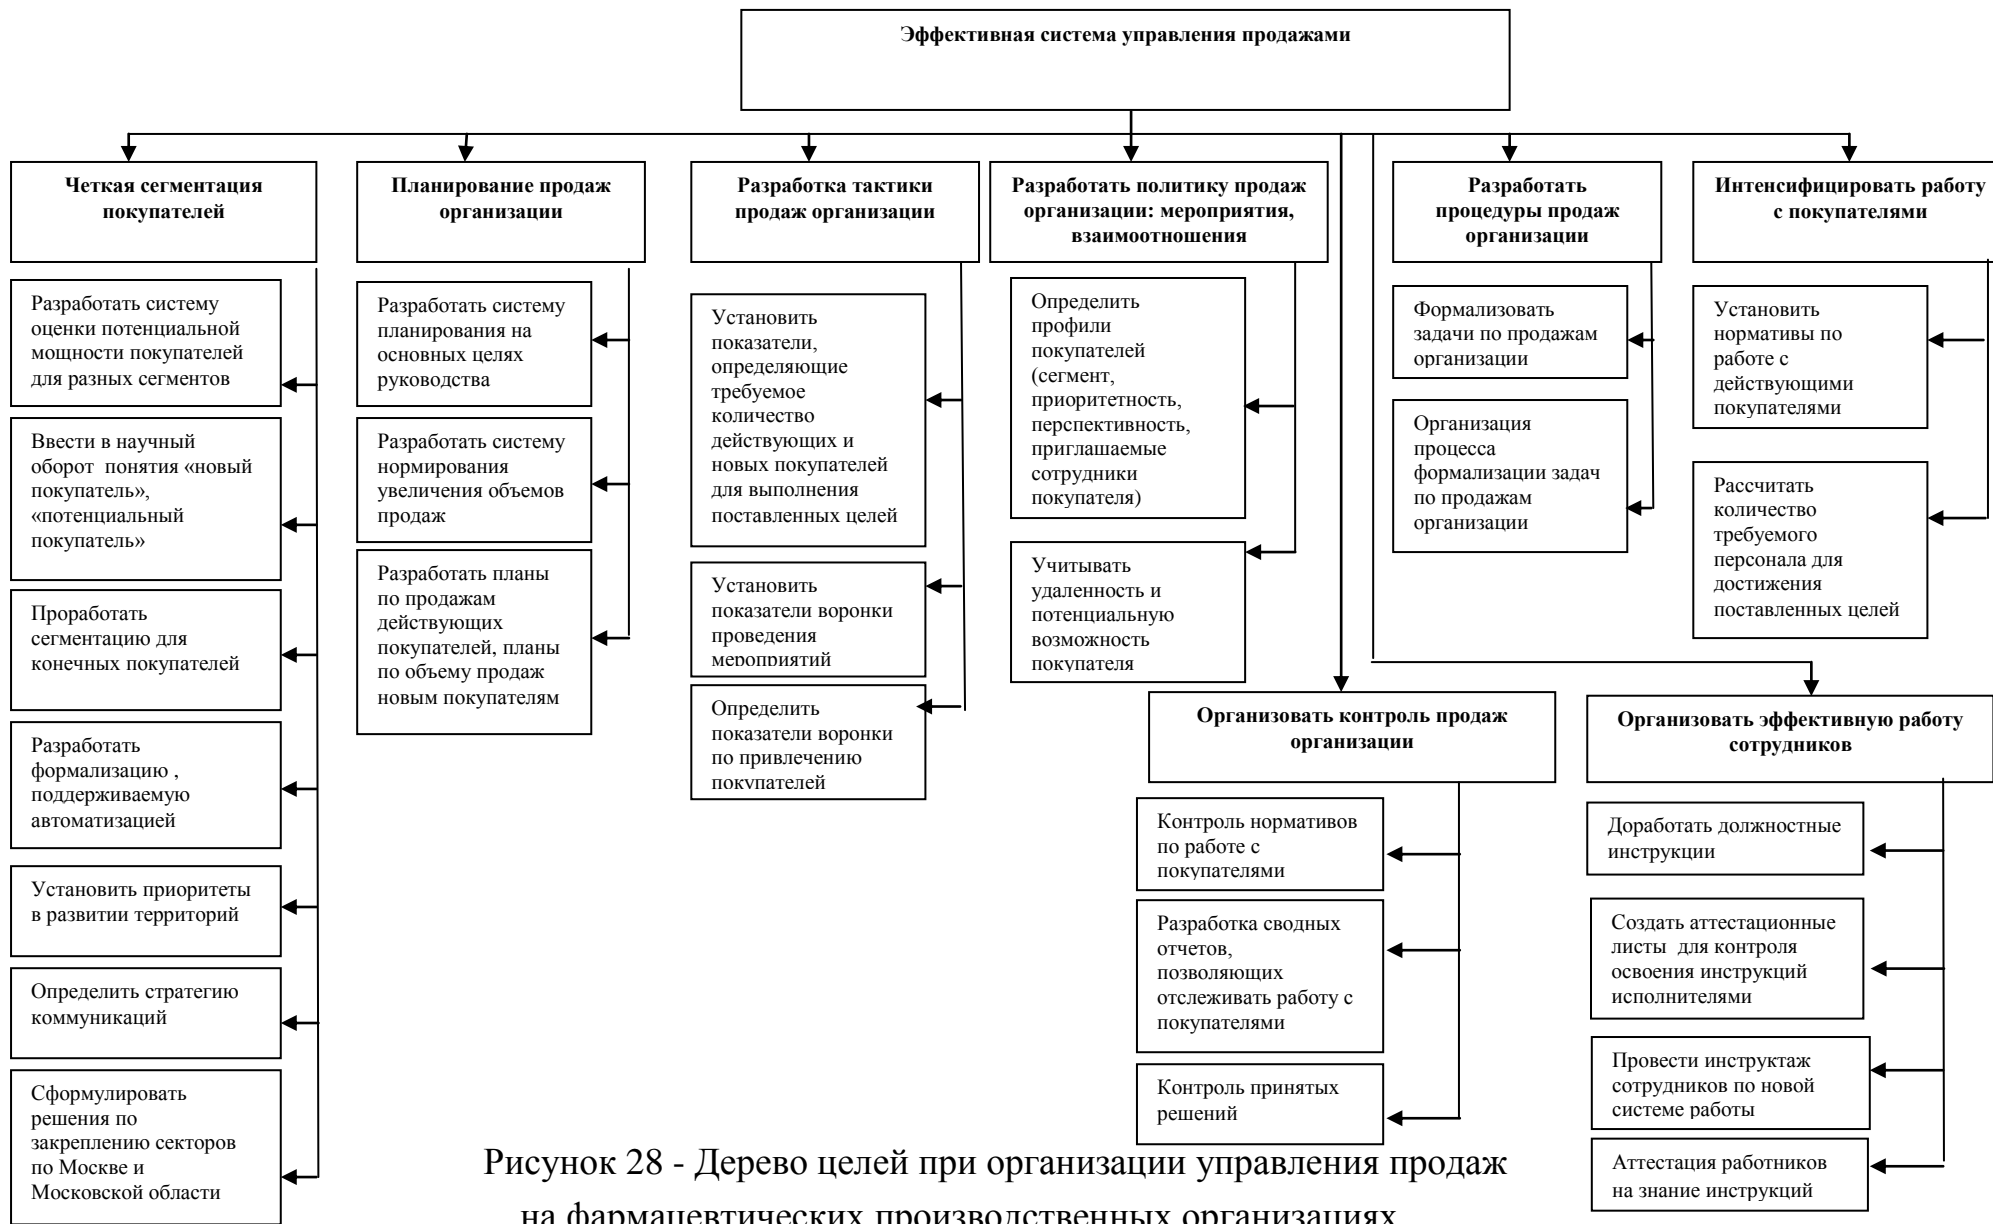 Эффективная система управления продажами
Четкая сегментация
покупателей
Планирование продаж
организации
Разработка тактики
продаж организации
Разработать политику продаж
организации: мероприятия,
взаимоотношения
Разработать
процедуры продаж
организации
Интенсифицировать работу
с покупателями
Разработать систему
оценки потенциальной
мощности покупателей
для разных сегментов
Ввести в научный
оборот понятия «новый
покупатель»,
«потенциальный
покупатель»
Проработать
сегментацию для
конечных покупателей
Разработать
формализацию ,
поддерживаемую
автоматизацией
Установить приоритеты
в развитии территорий
Определить стратегию
коммуникаций
Сформулировать
решения по
закреплению секторов
по Москве и
Московской области
Разработать систему
планирования на
основных целях
руководства
Разработать систему
нормирования
увеличения объемов
продаж
Разработать планы
по продажам
действующих
покупателей, планы
по объему продаж
новым покупателям
Установить
показатели,
определяющие
требуемое
количество
действующих и
новых покупателей
для выполнения
поставленных целей
Установить
показатели воронки
проведения
мероприятий
Определить
показатели воронки
по привлечению
покупателей
Определить
профили
покупателей
(сегмент,
приоритетность,
перспективность,
приглашаемые
сотрудники
покупателя)
Учитывать
удаленность и
потенциальную
возможность
покупателя
Формализовать
задачи по продажам
организации
Организация
процесса
формализации задач
по продажам
организации
Установить
нормативы по
работе с
действующими
покупателями
Рассчитать
количество
требуемого
персонала для
достижения
поставленных целей
Организовать контроль продаж
организации
Контроль нормативов
по работе с
покупателями
Разработка сводных
отчетов,
позволяющих
отслеживать работу с
покупателями
Контроль принятых
решений
Организовать эффективную работу
сотрудников
Доработать должностные
инструкции
Создать аттестационные
листы для контроля
освоения инструкций
исполнителями
Провести инструктаж
сотрудников по новой
системе работы
Аттестация работников
на знание инструкций
Рисунок 28 - Дерево целей при организации управления продаж
на фармацевтических производственных организациях